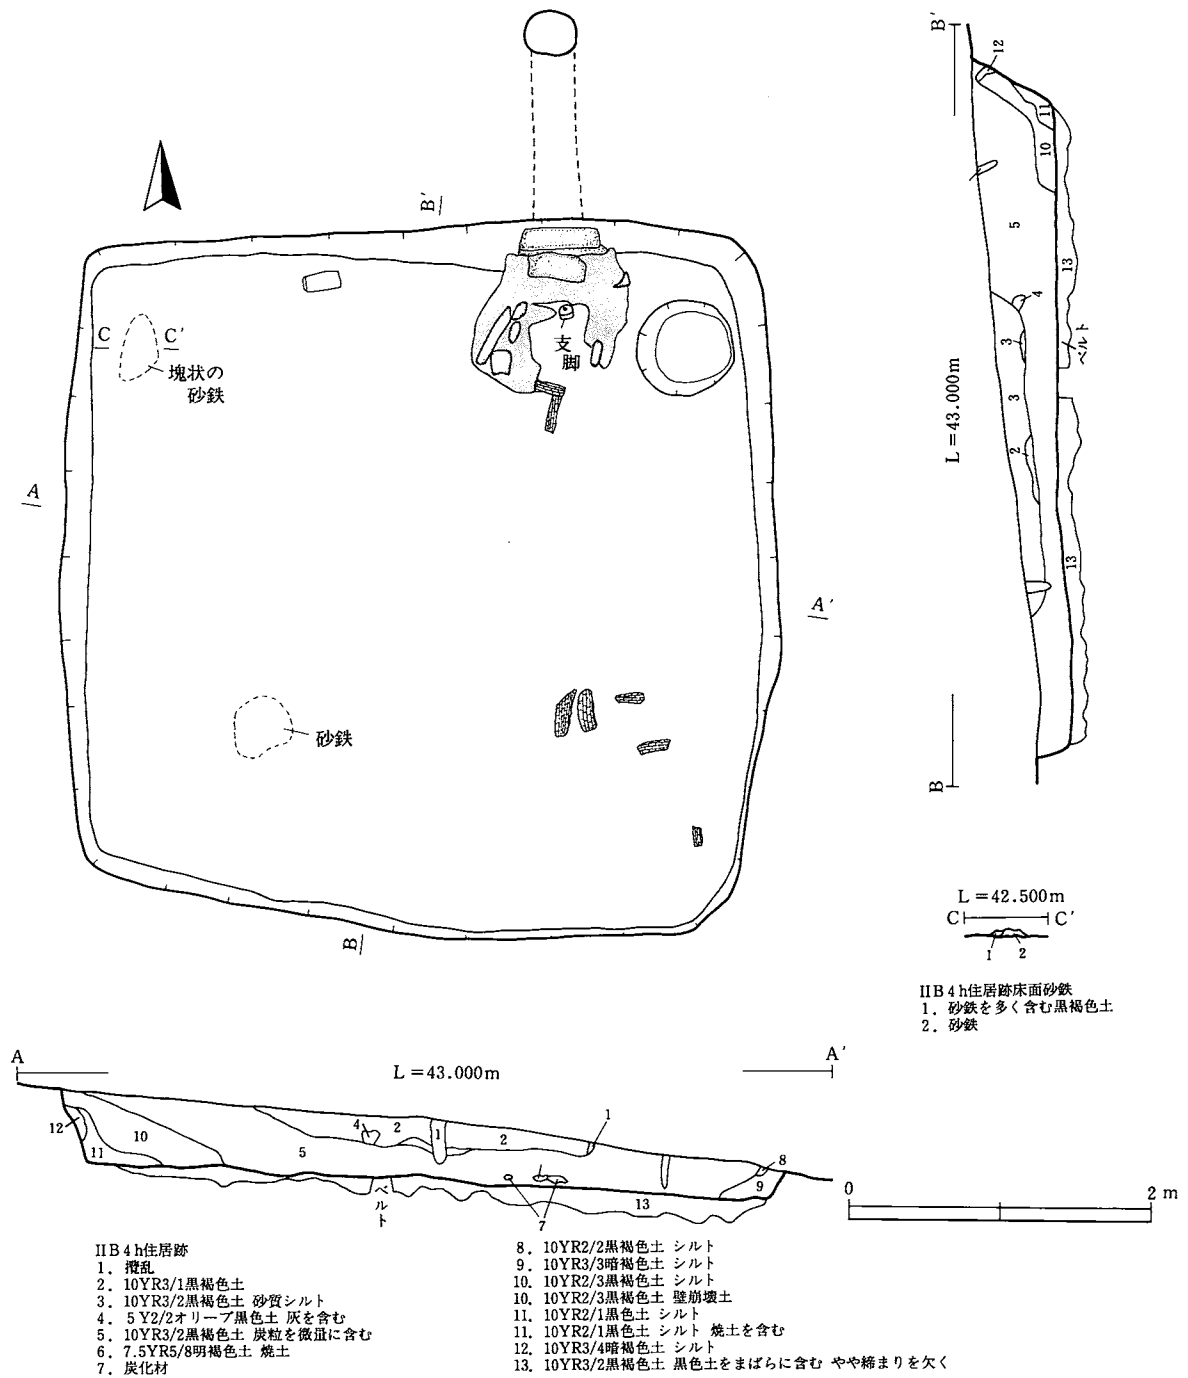 B'
12
11
10
5
13
4
3
ベルト
3
2
13
L=43.000m
B
B'
C
C'
塊状の
砂鉄
支
脚
A
A'
砂鉄
B
L=42.500m
C
C'
1
2
IIB4h住居跡床面砂鉄
1. 砂鉄を多く含む黒褐色土
2. 砂鉄
A
L=43.000m
A'
12
11
10
5
4
2
1
2
1
8
9
ベルト
7
13
0
2m
IIB4h住居跡
1. 攪乱
2. 10YR3/1黒褐色土
3. 10YR3/2黒褐色土 砂質シルト
4. 5Y2/2オリーブ黒色土 灰を含む
5. 10YR3/2黒褐色土 炭粒を微量に含む
6. 7.5YR5/8明褐色土 焼土
7. 炭化材
8. 10YR2/2黒褐色土 シルト
9. 10YR3/3暗褐色土 シルト
10. 10YR2/3黒褐色土 シルト
10. 10YR2/3黒褐色土 壁崩壊土
11. 10YR2/1黒色土 シルト
11. 10YR2/1黒色土 シルト 焼土を含む
12. 10YR3/4暗褐色土 シルト
13. 10YR3/2黒褐色土 黒色土をまばらに含む やや締まりを欠く